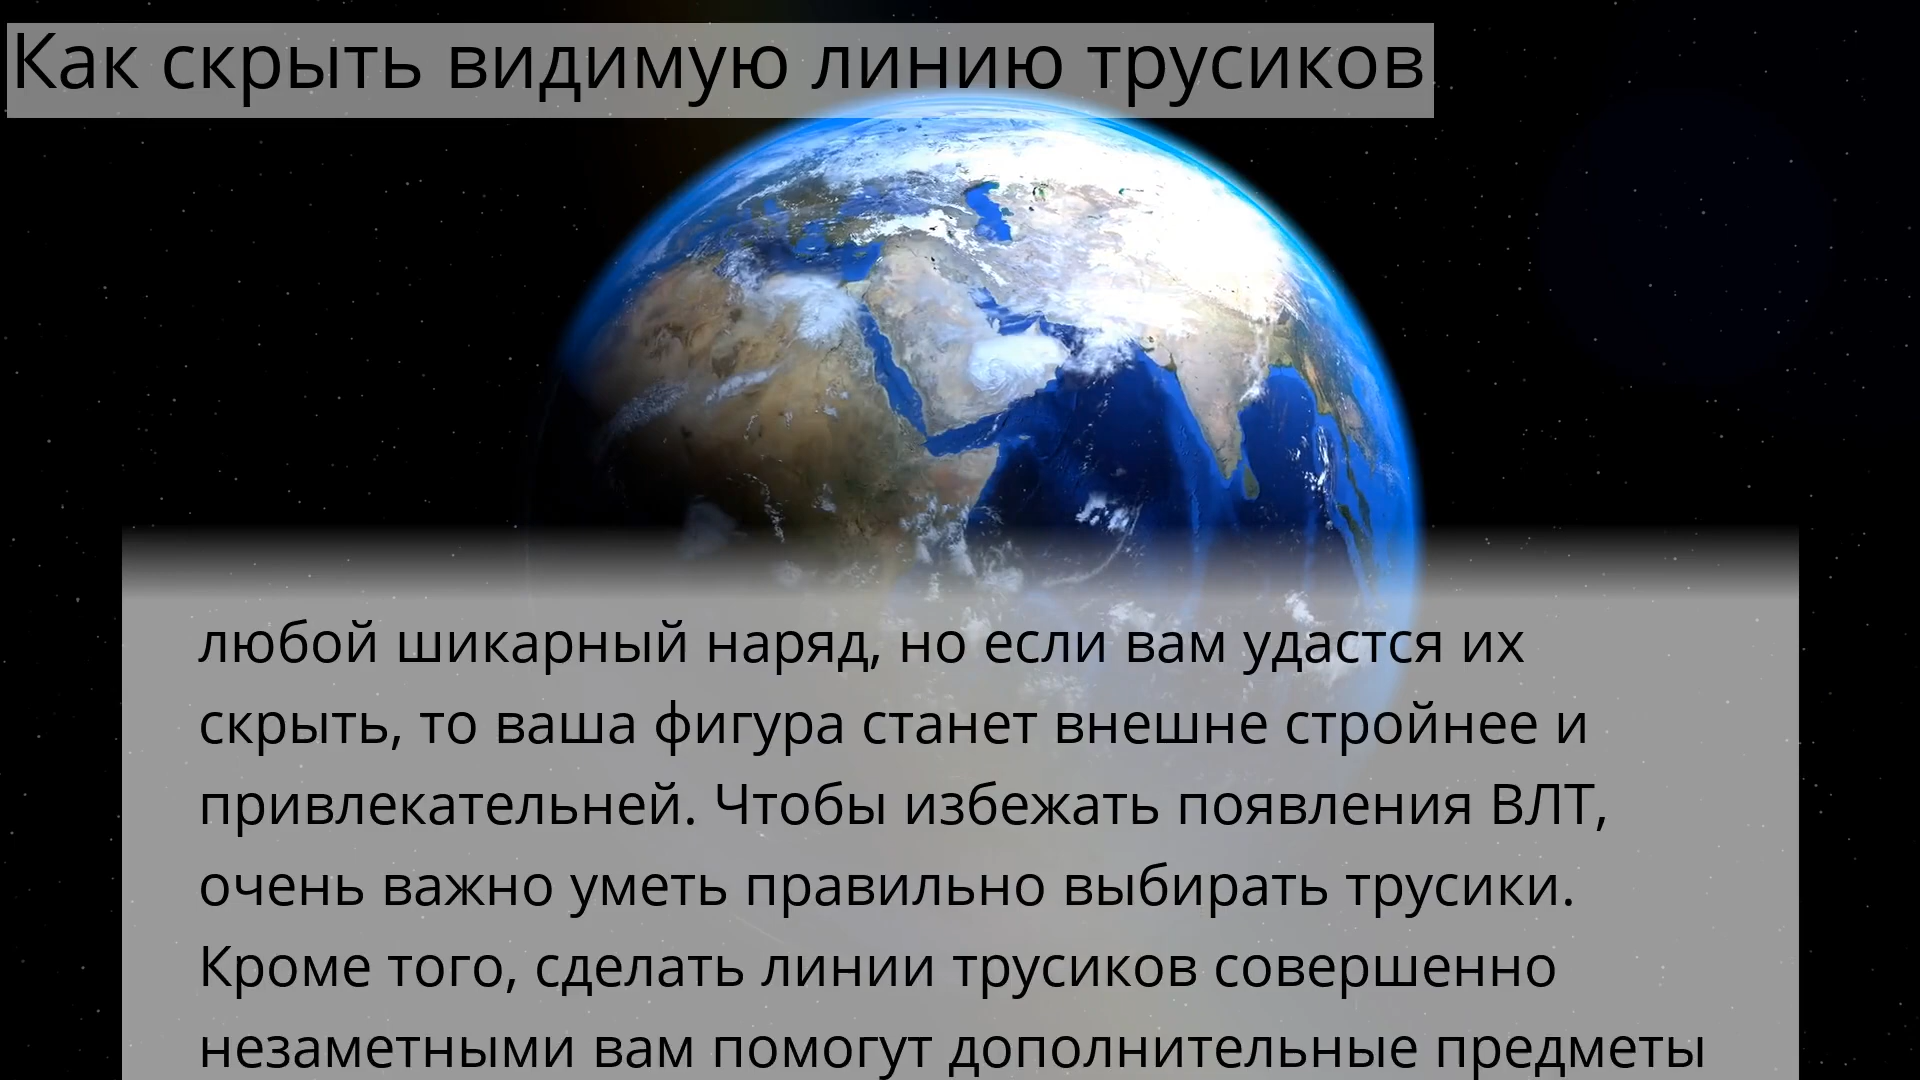 Как скрыть видимую линию трусиков
любой шикарный наряд, но если вам удастся их
скрыть, то ваша фигура станет внешне стройнее и
привлекательней. Чтобы избежать появления ВЛТ,
очень важно уметь правильно выбирать трусики.
Кроме того, сделать линии трусиков совершенно
незаметными вам помогут дополнительные предметы